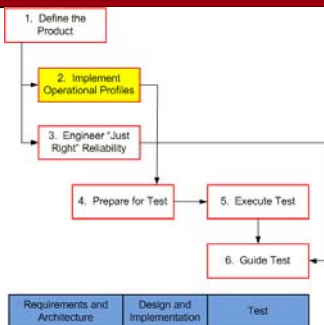 1. Define the
Product
2. Implement
Operational Profiles
3. Engineer "Just
Right" Reliability
4. Prepare for Test
5. Execute Test
6. Guide Test
Requirements and
Architecture
Design and
Implementation
Test